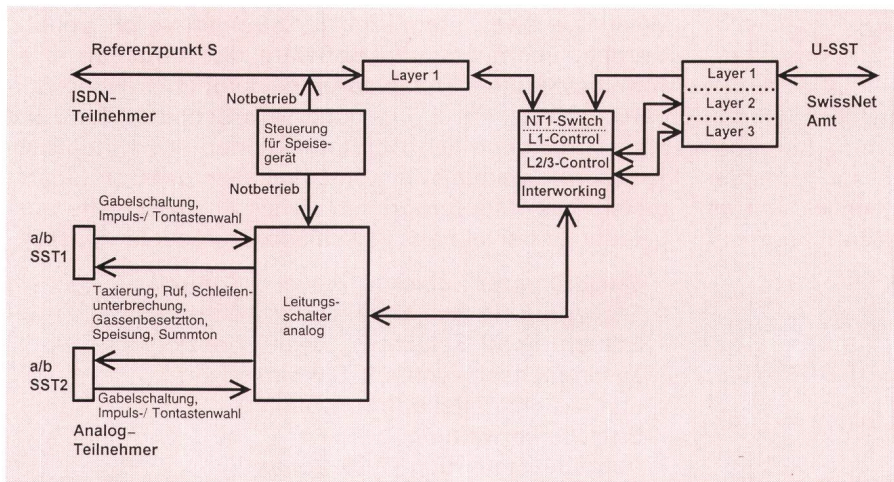 Referenzpunkt S
ISDN–
Teilnehmer
Notbetrieb
Steuerung
für Speise-
gerät
Notbetrieb
Layer 1
NT1-Switch
L1-Control
L2/3-Control
Interworking
Layer 1
Layer 2
Layer 3
U-SST
SwissNet
Amt
Gabelschaltung,
Impuls-/ Tontastenwahl
a/b
SST1
Taxierung, Ruf, Schleifen-
unterbrechung,
Gassenbesetztton,
Speisung, Summton
Leitungs-
schalter
analog
a/b
SST2
Gabelschaltung,
Impuls-/ Tontastenwahl
Analog–
Teilnehmer